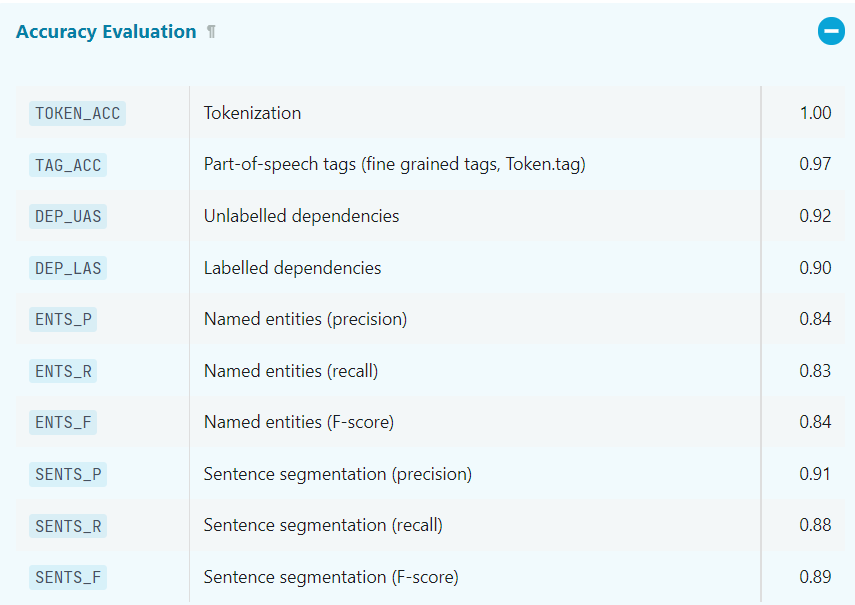 Accuracy Evaluation ¶
TOKEN_ACC Tokenization 1.00
TAG_ACC Part-of-speech tags (fine grained tags, Token.tag) 0.97
DEP_UAS Unlabelled dependencies 0.92
DEP_LAS Labelled dependencies 0.90
ENTS_P Named entities (precision) 0.84
ENTS_R Named entities (recall) 0.83
ENTS_F Named entities (F-score) 0.84
SENTS_P Sentence segmentation (precision) 0.91
SENTS_R Sentence segmentation (recall) 0.88
SENTS_F Sentence segmentation (F-score) 0.89